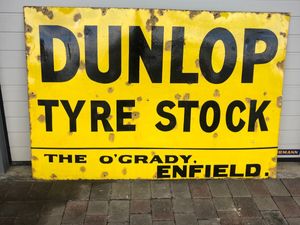 DUNLOP
TYRE STOCK
THE O'GRADY.
ENFIELD.